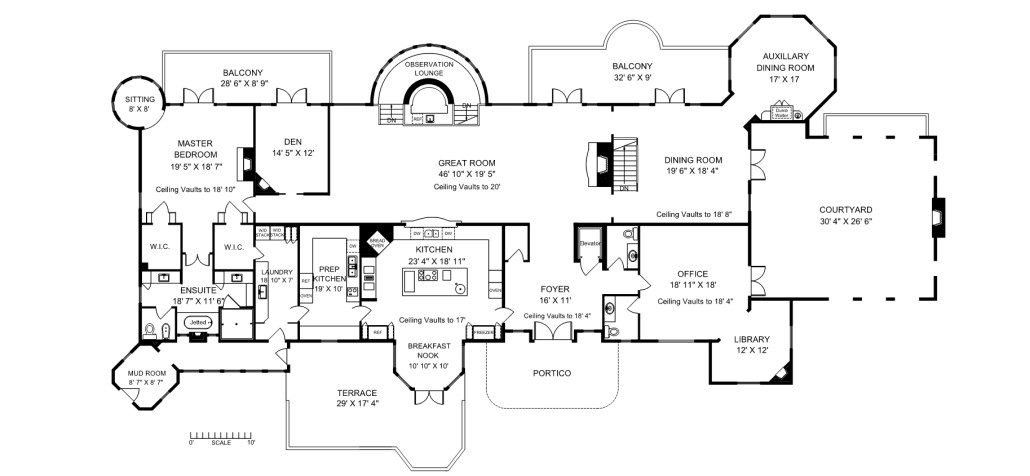 AUXILLARY
DINING ROOM
17' X 17
Dumb
Waiter
OBSERVATION
LOUNGE
DN
DN
REF
BALCONY
28' 6" X 8' 9"
BALCONY
32' 6" X 9'
SITTING
8' X 8'
MASTER
BEDROOM
19' 5" X 18' 7"
Ceiling Vaults to 18' 10"
DEN
14' 5" X 12'
GREAT ROOM
46' 10" X 19' 5"
Ceiling Vaults to 20'
DN
DINING ROOM
19' 6" X 18' 4"
Ceiling Vaults to 18' 8"
COURTYARD
30' 4" X 26' 6"
W.I.C.
W.I.C.
W/D
STACK
W/D
STACK
LAUNDRY
18' 10" X 7'
REF
OVEN
PREP
KITCHEN
19' X 10'
DW
BREAD
OVEN
DW
DW
KITCHEN
23' 4" X 18' 11"
OVEN
Ceiling Vaults to 17'
REF
FREEZER
Elevator
FOYER
16' X 11'
Ceiling Vaults to 18' 4"
OFFICE
18' 11" X 18'
Ceiling Vaults to 18' 4"
LIBRARY
12' X 12'
ENSUITE
18' 7" X 11' 6"
Jetted
MUD ROOM
8' 7" X 8' 7"
BREAKFAST
NOOK
10' 10" X 10'
TERRACE
29' X 17' 4"
PORTICO
0' SCALE 10'